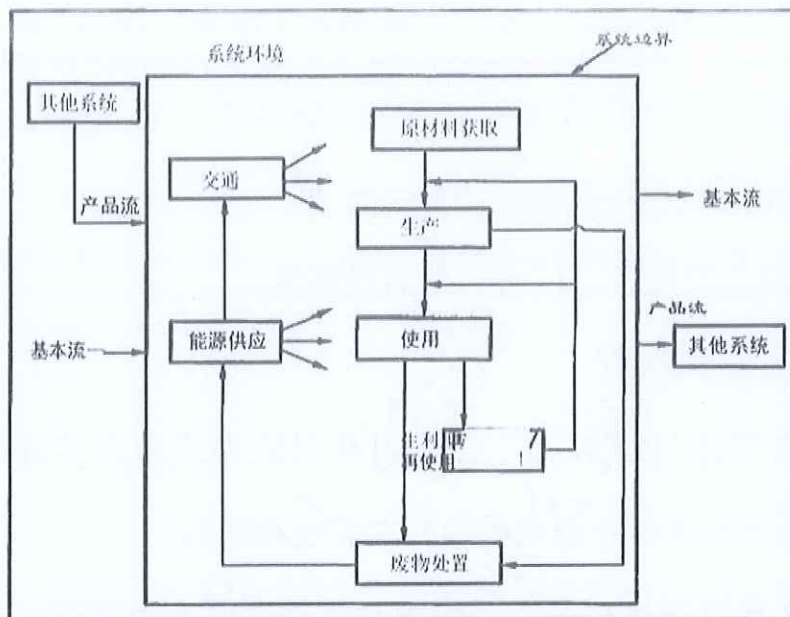 系统环境
系统边界
其他系统
原材料获取
交通
产品流
基本流
生产
产品流
基本流
能源供应
使用
其他系统
再使用
废物处置